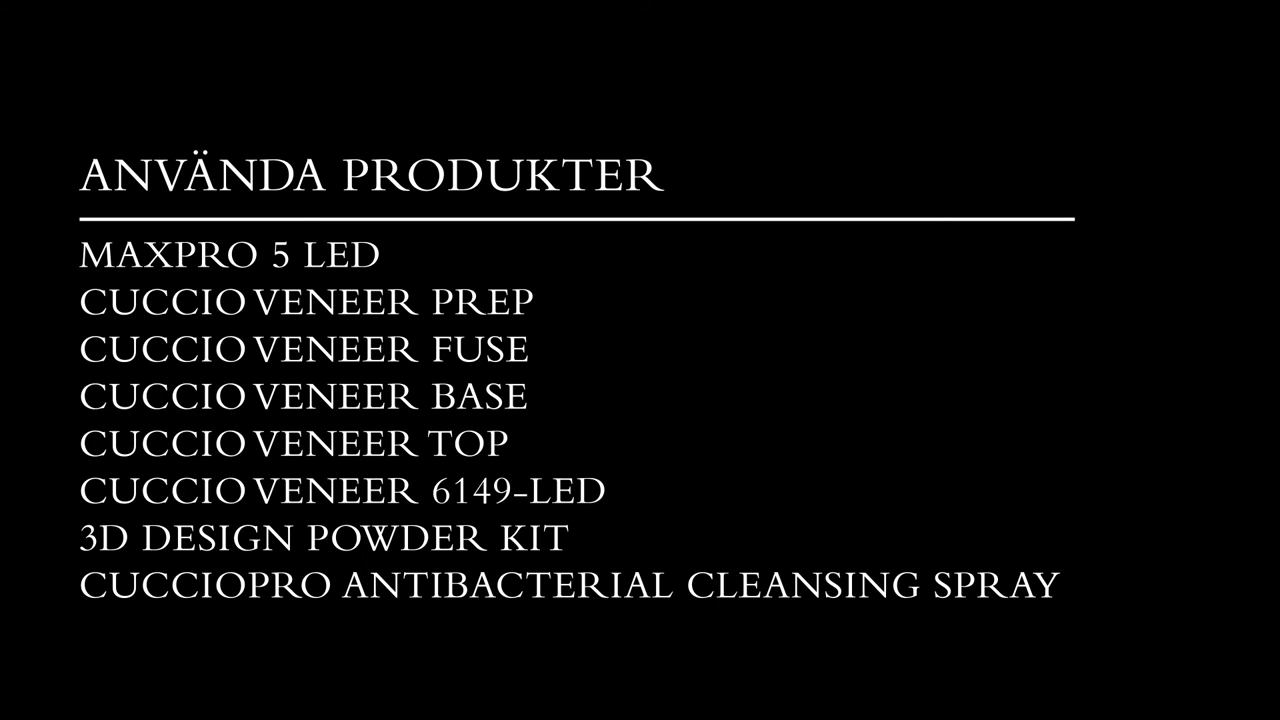 ANVÄNDA PRODUKTER
MAXPRO 5 LED
CUCCIO VENEER PREP
CUCCIO VENEER FUSE
CUCCIO VENEER BASE
CUCCIO VENEER TOP
CUCCIO VENEER 6149-LED
3D DESIGN POWDER KIT
CUCCIOPRO ANTIBACTERIAL CLEANSING SPRAY